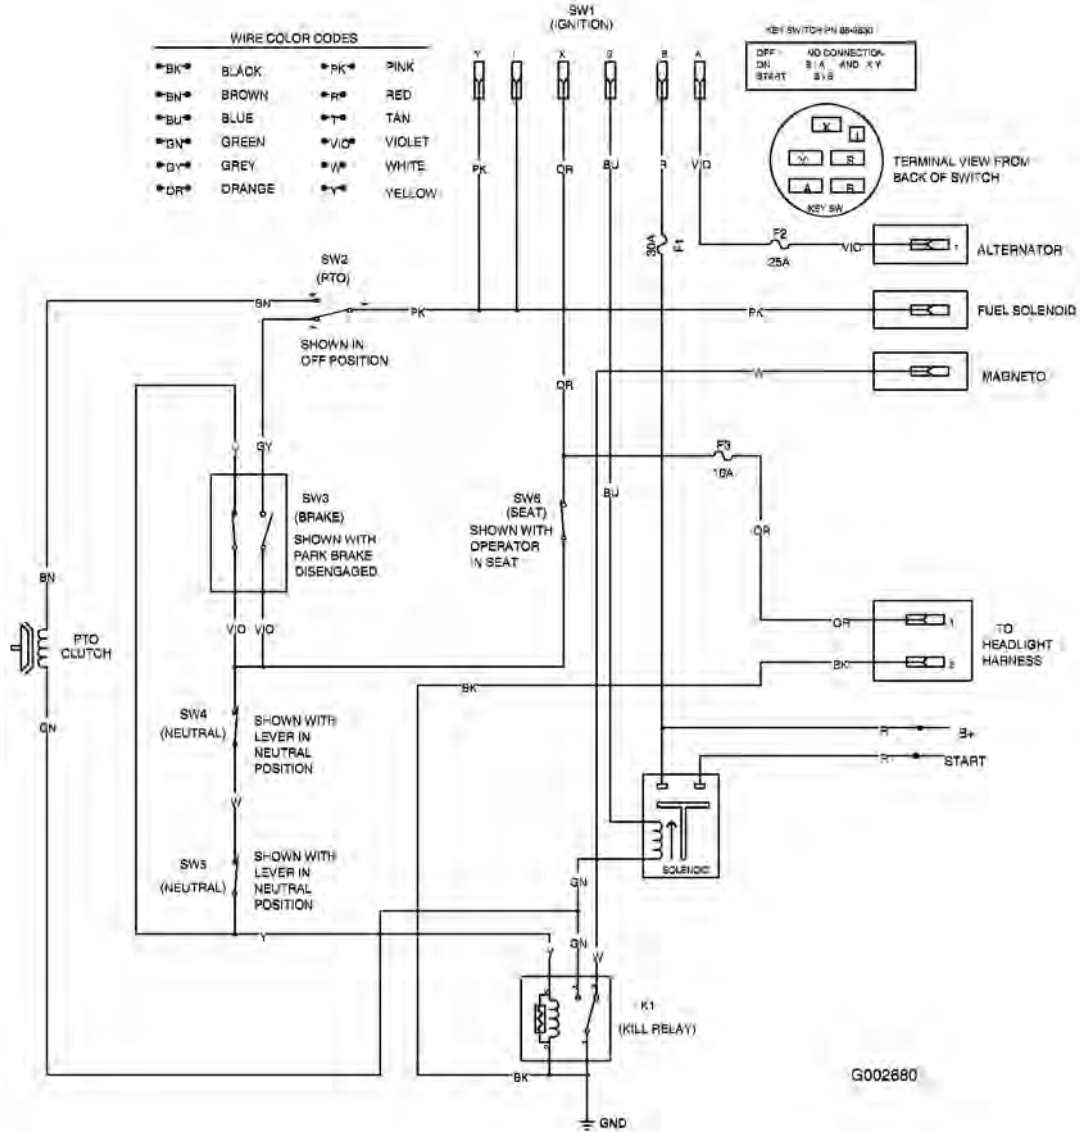 SW1
(IGNITION)
KEY SWITCH PN
OFF NO CONNECTION
ON B I A AND X Y
START B I S
WIRE COLOR CODES
BK BLACK PK PINK
BN BROWN R RED
BU BLUE T TAN
GN GREEN VIO VIOLET
GY GREY W WHITE
OR ORANGE Y YELLOW
Y I X S B A
X I
Y S
A B
KEY SW
TERMINAL VIEW FROM
BACK OF SWITCH
PK OR BU R VIO
30A F1
F2
25A
VIO 1 ALTERNATOR
SW2
(PTO)
BN PK PK FUEL SOLENOID
SHOWN IN
OFF POSITION
W MAGNETO
OR
Y GY
F3
10A
BU
OR
SW3
(BRAKE)
SHOWN WITH
PARK BRAKE
DISENGAGED
SW6
(SEAT)
SHOWN WITH
OPERATOR
IN SEAT
BN
VIO VIO
PTO
CLUTCH
GN
OR 1
BK 2
TO
HEADLIGHT
HARNESS
BK
SW4
(NEUTRAL)
SHOWN WITH
LEVER IN
NEUTRAL
POSITION
R B+
R START
W
SW5
(NEUTRAL)
SHOWN WITH
LEVER IN
NEUTRAL
POSITION
SOLENOID
GN
Y
Y GN W
K1
(KILL RELAY)
BK
GND
G002680